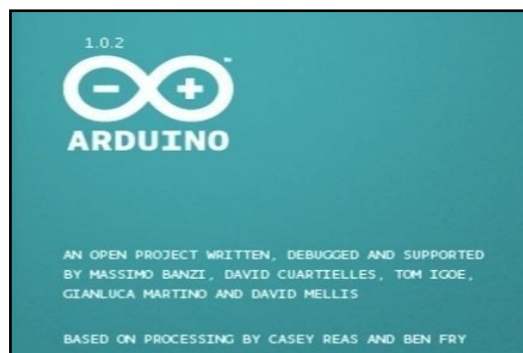 1.0.2
ARDUINO
AN OPEN PROJECT WRITTEN, DEBUGGED AND SUPPORTED
BY MASSIMO BANZI, DAVID CUARTIELLES, TOM IGOE,
GIANLUCA MARTINO AND DAVID MELLIS
BASED ON PROCESSING BY CASEY REAS AND BEN FRY